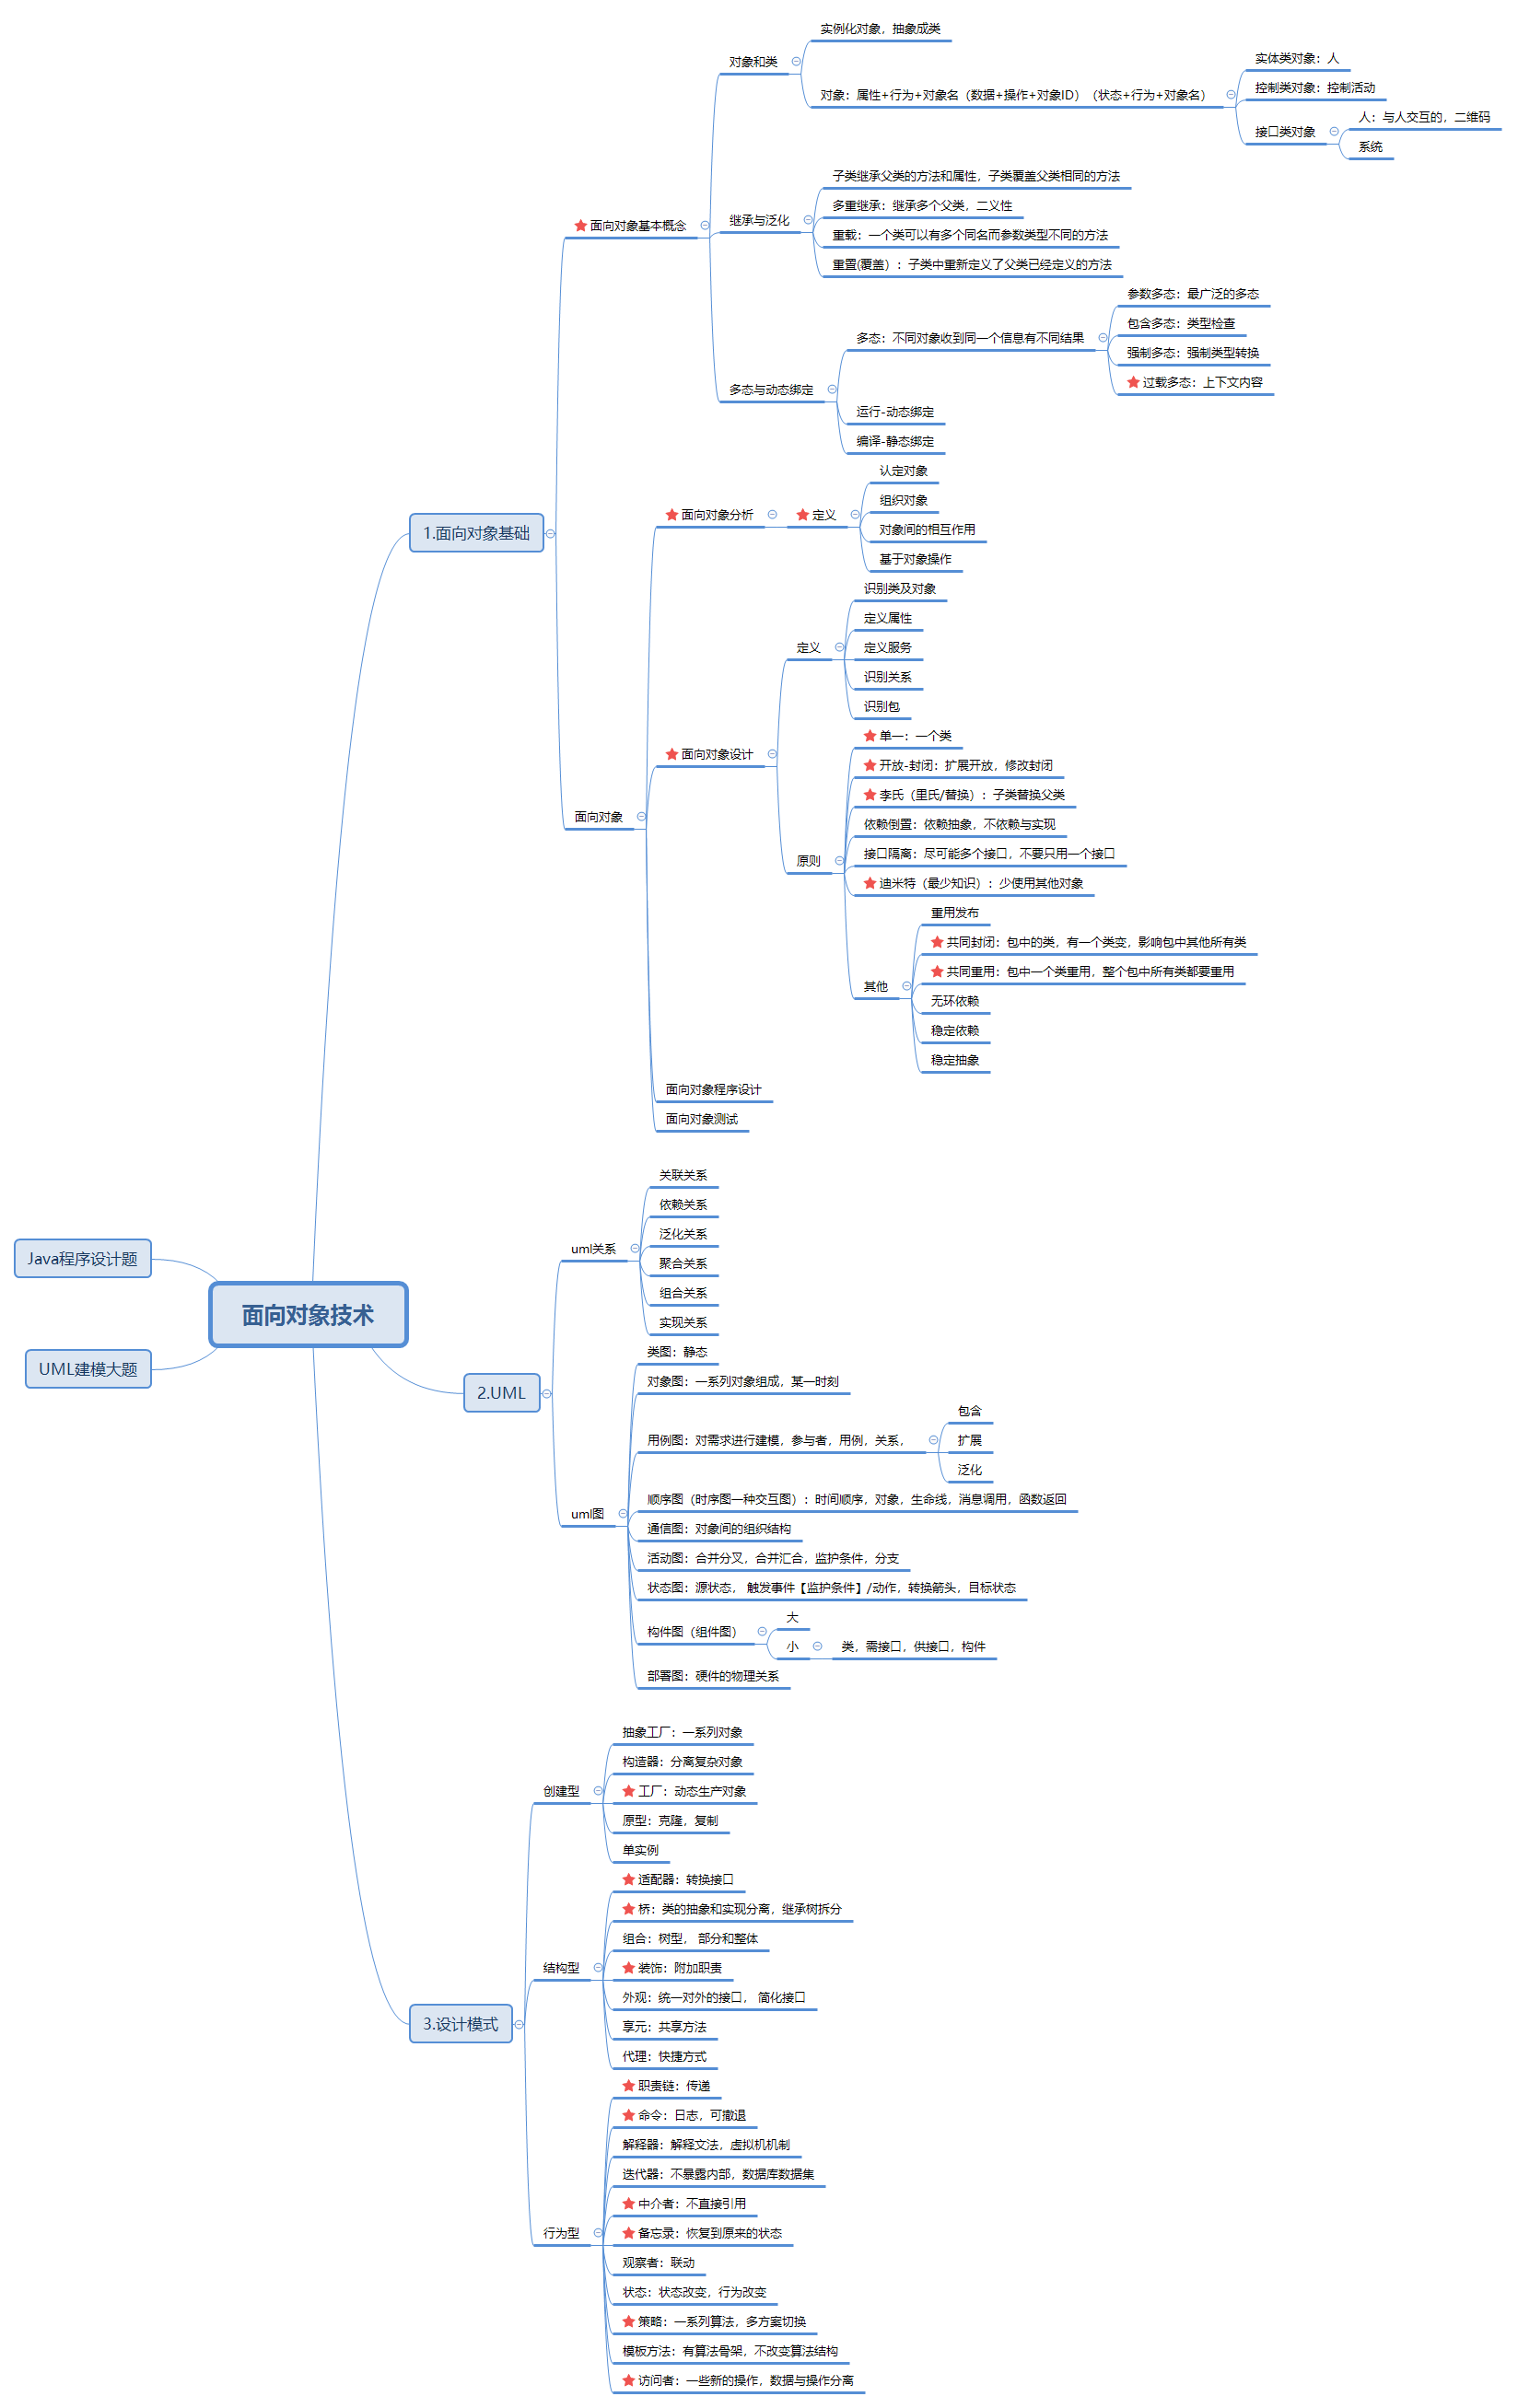 面向对象技术
1.面向对象基础
面向对象基本概念
对象和类
实例化对象，抽象成类
对象：属性+行为+对象名（数据+操作+对象ID）（状态+行为+对象名）
实体类对象：人
控制类对象：控制活动
接口类对象
人：与人交互的，二维码
系统
继承与泛化
子类继承父类的方法和属性，子类覆盖父类相同的方法
多重继承：继承多个父类，二义性
重载：一个类可以有多个同名而参数类型不同的方法
重置(覆盖）：子类中重新定义了父类已经定义的方法
多态与动态绑定
多态：不同对象收到同一个信息有不同结果
参数多态：最广泛的多态
包含多态：类型检查
强制多态：强制类型转换
过载多态：上下文内容
运行-动态绑定
编译-静态绑定
面向对象
面向对象分析
定义
认定对象
组织对象
对象间的相互作用
基于对象操作
面向对象设计
定义
识别类及对象
定义属性
定义服务
识别关系
识别包
原则
单一：一个类
开放-封闭：扩展开放，修改封闭
李氏（里氏/替换）：子类替换父类
依赖倒置：依赖抽象，不依赖与实现
接口隔离：尽可能多个接口，不要只用一个接口
迪米特（最少知识）：少使用其他对象
其他
重用发布
共同封闭：包中的类，有一个类变，影响包中其他所有类
共同重用：包中一个类重用，整个包中所有类都要重用
无环依赖
稳定依赖
稳定抽象
面向对象程序设计
面向对象测试
2.UML
uml关系
关联关系
依赖关系
泛化关系
聚合关系
组合关系
实现关系
uml图
类图：静态
对象图：一系列对象组成，某一时刻
用例图：对需求进行建模，参与者，用例，关系，
包含
扩展
泛化
顺序图（时序图一种交互图）：时间顺序，对象，生命线，消息调用，函数返回
通信图：对象间的组织结构
活动图：合并分叉，合并汇合，监护条件，分支
状态图：源状态， 触发事件【监护条件】/动作，转换箭头，目标状态
构件图（组件图）
大
小
类，需接口，供接口，构件
部署图：硬件的物理关系
3.设计模式
创建型
抽象工厂：一系列对象
构造器：分离复杂对象
工厂：动态生产对象
原型：克隆，复制
单实例
结构型
适配器：转换接口
桥：类的抽象和实现分离，继承树拆分
组合：树型， 部分和整体
装饰：附加职责
外观：统一对外的接口， 简化接口
享元：共享方法
代理：快捷方式
行为型
职责链：传递
命令：日志，可撤退
解释器：解释文法，虚拟机机制
迭代器：不暴露内部，数据库数据集
中介者：不直接引用
备忘录：恢复到原来的状态
观察者：联动
状态：状态改变，行为改变
策略：一系列算法，多方案切换
模板方法：有算法骨架，不改变算法结构
访问者：一些新的操作，数据与操作分离
Java程序设计题
UML建模大题